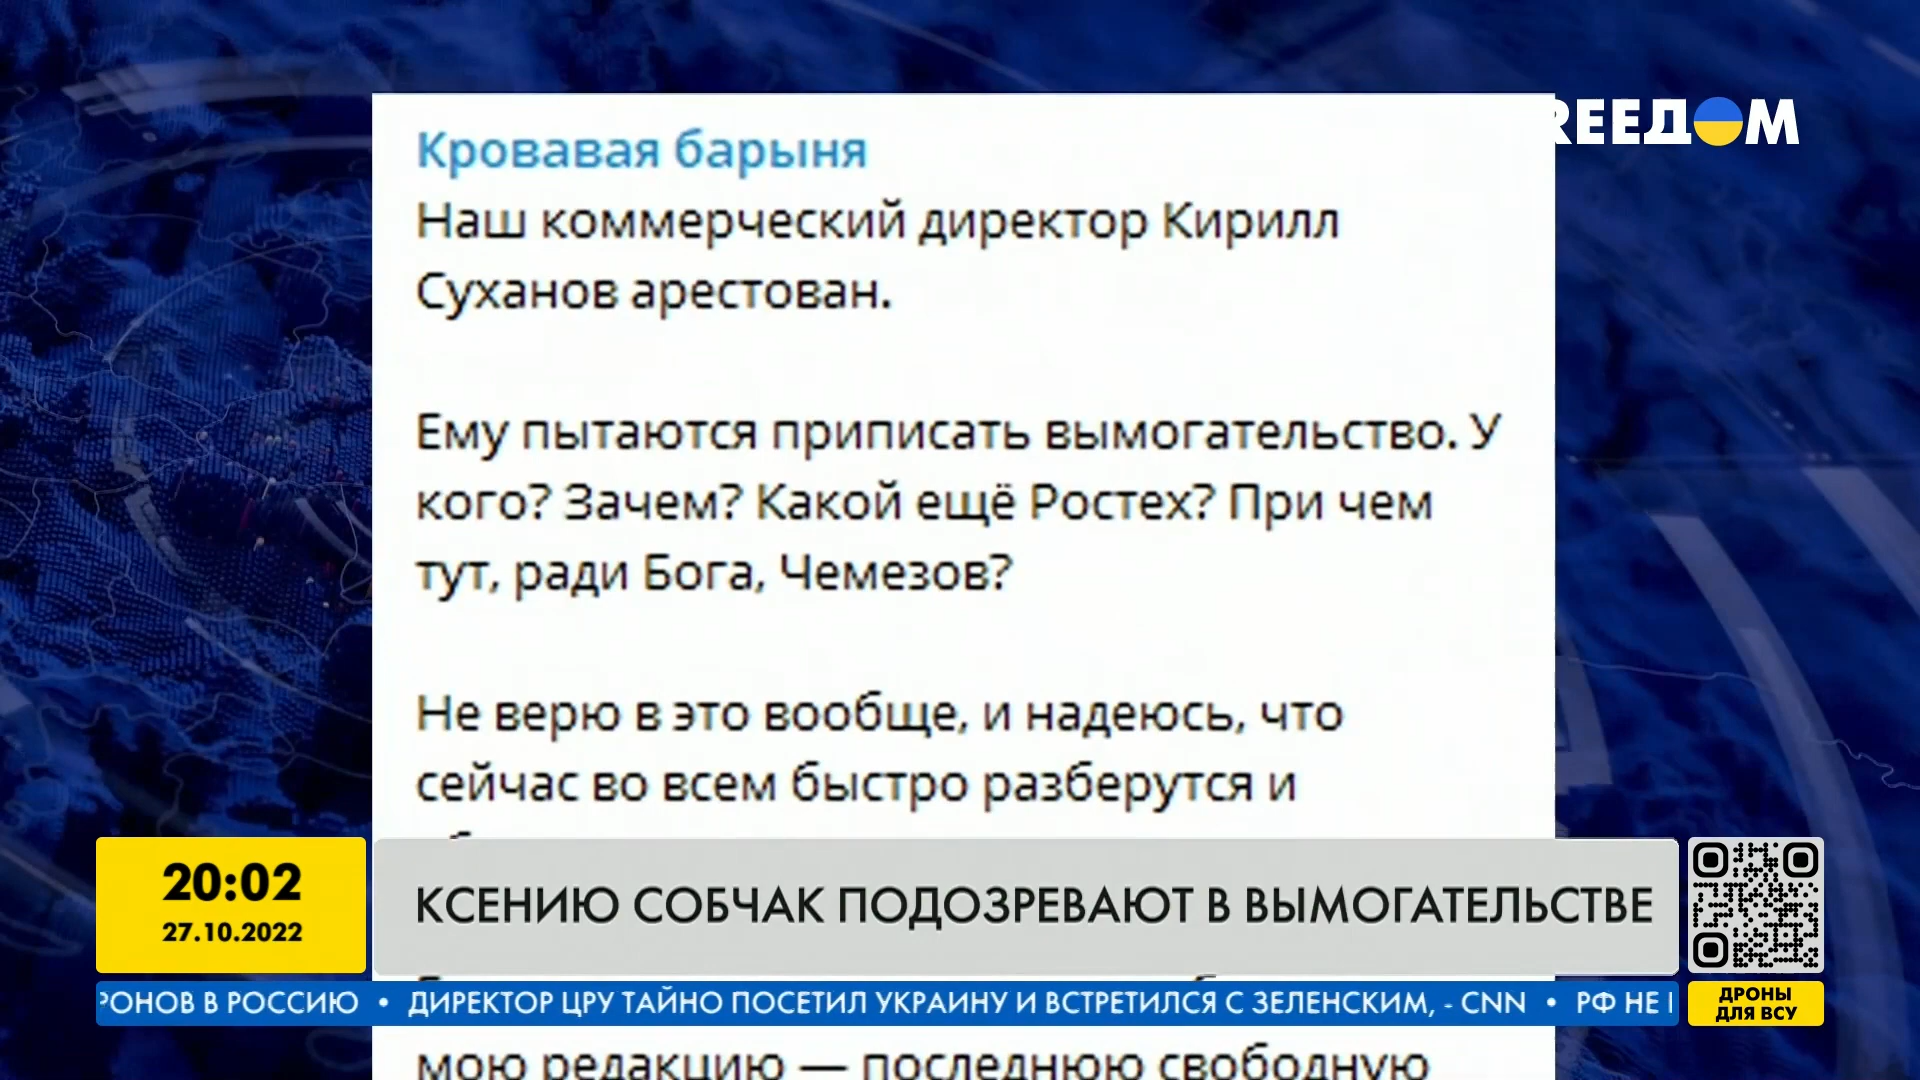 REEДOM
Кровавая барыня
Наш коммерческий директор Кирилл
Суханов арестован.
Ему пытаются приписать вымогательство. У
кого? Зачем? Какой ещё Ростех? При чем
тут, ради Бога, Чемезов?
Не верю в это вообще, и надеюсь, что
сейчас во всем быстро разберутся и
20:02
27.10.2022
КСЕНИЮ СОБЧАК ПОДОЗРЕВАЮТ В ВЫМОГАТЕЛЬСТВЕ
РОНОВ В РОССИЮ • ДИРЕКТОР ЦРУ ТАЙНО ПОСЕТИЛ УКРАИНУ И ВСТРЕТИЛСЯ С ЗЕЛЕНСКИМ, - CNN • РФ НЕ
ДРОНЫ
ДЛЯ ВСУ
мою редакцию — последнюю свободную